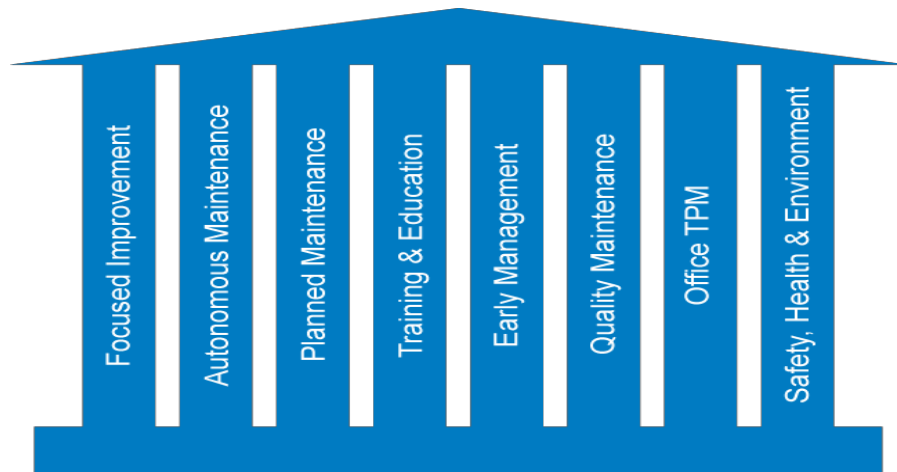 Focused Improvement
Autonomous Maintenance
Planned Maintenance
Training & Education
Early Management
Quality Maintenance
Office TPM
Safety, Health & Environment